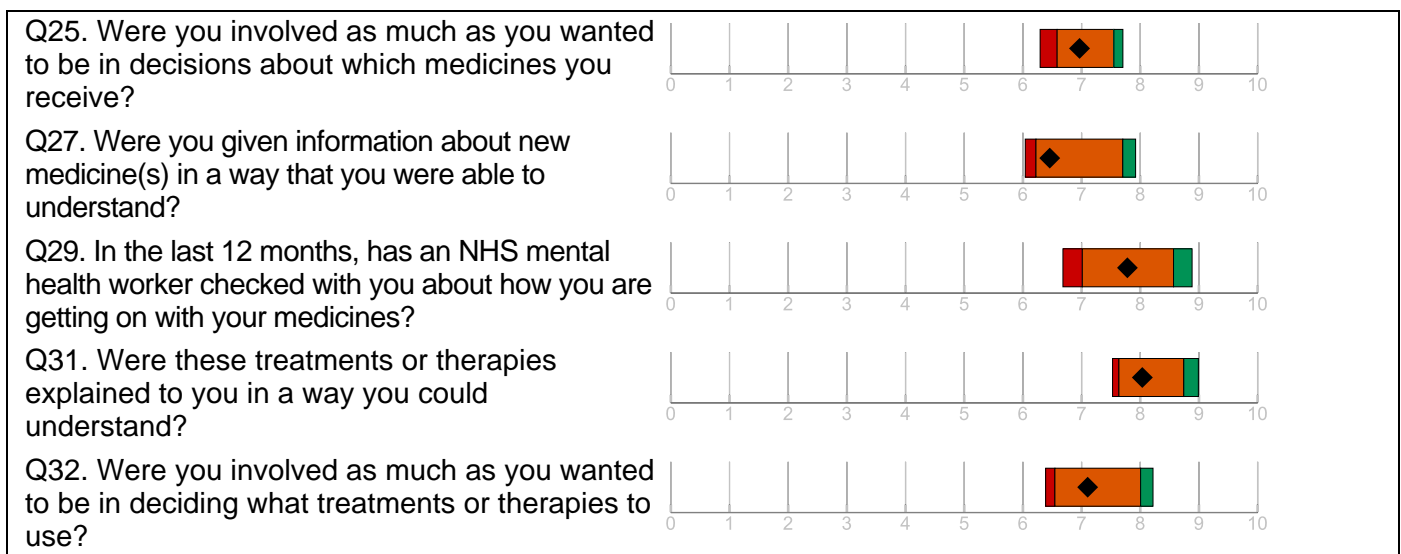 Q25. Were you involved as much as you wanted
to be in decisions about which medicines you
receive?
0 1 2 3 4 5 6 7 8 9 10
Q27. Were you given information about new
medicine(s) in a way that you were able to
understand?
0 1 2 3 4 5 6 7 8 9 10
Q29. In the last 12 months, has an NHS mental
health worker checked with you about how you are
getting on with your medicines?
0 1 2 3 4 5 6 7 8 9 10
Q31. Were these treatments or therapies
explained to you in a way you could
understand?
0 1 2 3 4 5 6 7 8 9 10
Q32. Were you involved as much as you wanted
to be in deciding what treatments or therapies to
use?
0 1 2 3 4 5 6 7 8 9 10